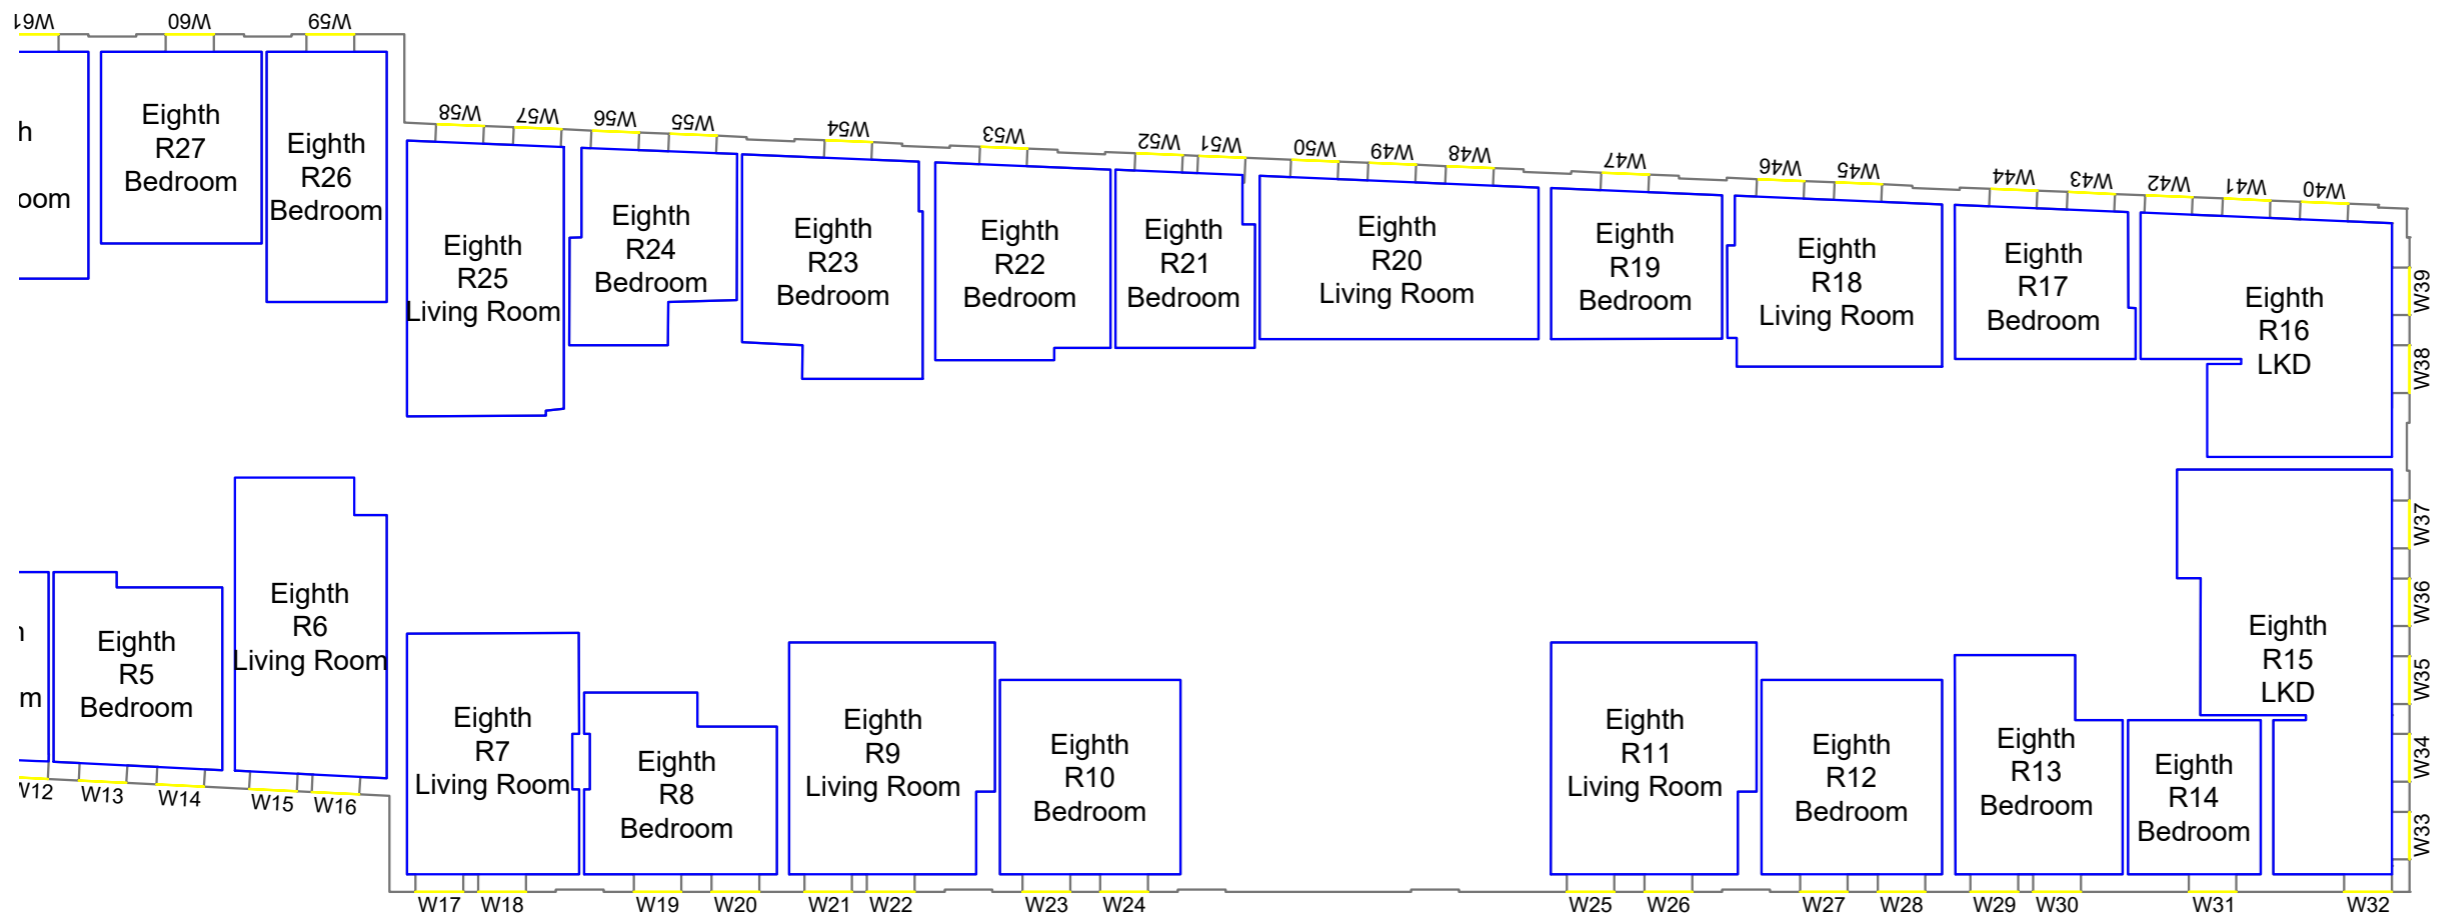 W61 W60 W59
W58 W57 W56 W55 W54 W53 W52 W51 W50 W49 W48 W47 W46 W45 W44 W43 W42 W41 W40
h
oom
Eighth
R27
Bedroom
Eighth
R26
Bedroom
Eighth
R25
Living Room
Eighth
R24
Bedroom
Eighth
R23
Bedroom
Eighth
R22
Bedroom
Eighth
R21
Bedroom
Eighth
R20
Living Room
Eighth
R19
Bedroom
Eighth
R18
Living Room
Eighth
R17
Bedroom
Eighth
R16
LKD
W39
W38
W37
W36
W35
W34
W33
m
Eighth
R5
Bedroom
Eighth
R6
Living Room
Eighth
R7
Living Room
Eighth
R8
Bedroom
Eighth
R9
Living Room
Eighth
R10
Bedroom
Eighth
R11
Living Room
Eighth
R12
Bedroom
Eighth
R13
Bedroom
Eighth
R14
Bedroom
Eighth
R15
LKD
W12 W13 W14 W15 W16
W17 W18 W19 W20 W21 W22 W23 W24 W25 W26 W27 W28 W29 W30 W31 W32